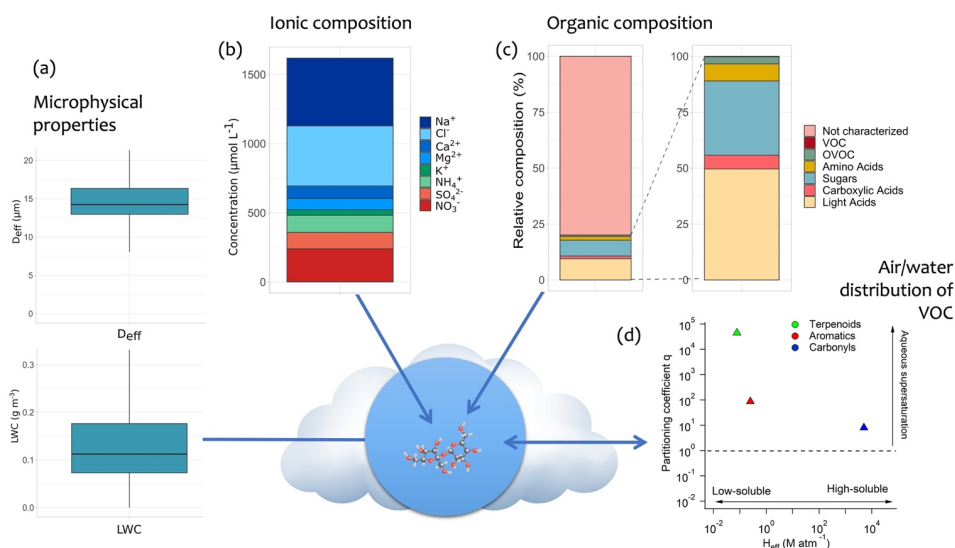 Ionic composition
Organic composition
(a)
Microphysical
properties
20
15
10
5
0
Deff (µm)
Deff
0.3
0.2
0.1
0.0
LWC (g m⁻³)
LWC
(b)
1500
1000
500
0
Concentration (µmol L⁻¹)
Na⁺
Cl⁻
Ca²⁺
Mg²⁺
K⁺
NH₄⁺
SO₄²⁻
NO₃⁻
(c)
100
75
50
25
0
Relative composition (%)
100
75
50
25
0
Not characterized
VOC
OVOC
Amino Acids
Sugars
Carboxylic Acids
Light Acids
Air/water
distribution of
VOC
(d)
Terpenoids
Aromatics
Carbonyls
10⁵
10⁴
10³
10²
10¹
10⁰
10⁻¹
10⁻²
Partitioning coefficient q
Aqueous supersaturation
Low-soluble
High-soluble
10⁻²
10⁰
10²
10⁴
Heff (M atm⁻¹)